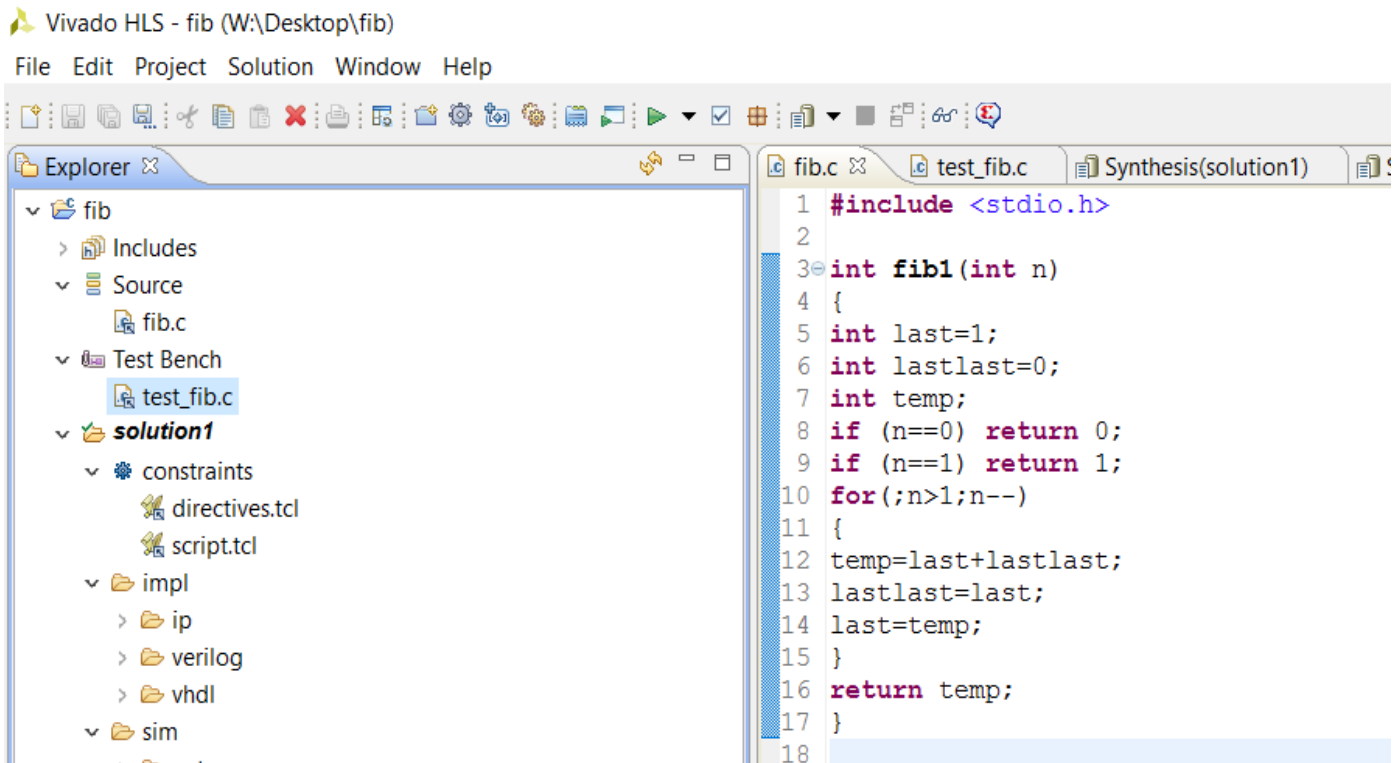 Vivado HLS - fib (W:\Desktop\fib)
File Edit Project Solution Window Help
Explorer
fib
Includes
Source
fib.c
Test Bench
test_fib.c
solution1
constraints
directives.tcl
script.tcl
impl
ip
verilog
vhdl
sim
fib.c test_fib.c Synthesis(solution1)
1 #include <stdio.h>
2
3 int fib1(int n)
4 {
5 int last=1;
6 int lastlast=0;
7 int temp;
8 if (n==0) return 0;
9 if (n==1) return 1;
10 for(;n>1;n--)
11 {
12 temp=last+lastlast;
13 lastlast=last;
14 last=temp;
15 }
16 return temp;
17 }
18